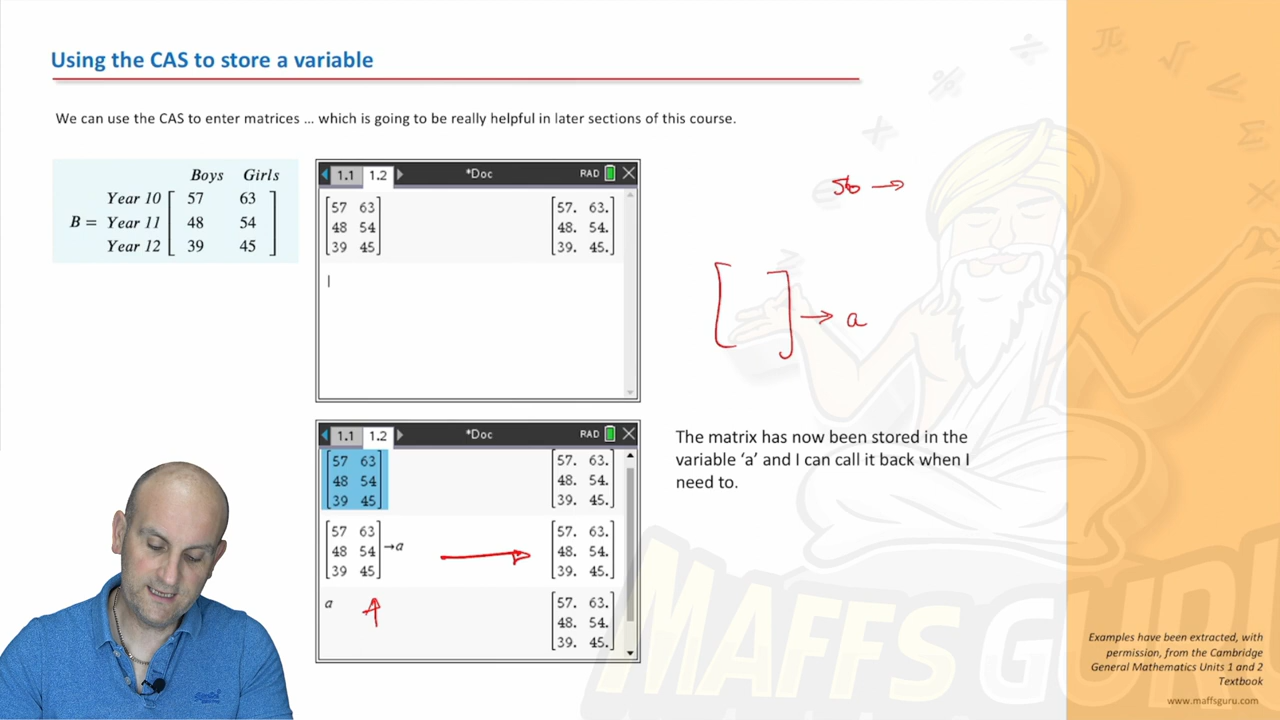 Using the CAS to store a variable
We can use the CAS to enter matrices ... which is going to be really helpful in later sections of this course.
Boys Girls
Year 10 57 63
B = Year 11 48 54
Year 12 39 45
1.1 1.2 *Doc RAD
57 63 57. 63.
48 54 48. 54.
39 45 39. 45.
[ ] → a
1.1 1.2 *Doc RAD
57 63 57. 63.
48 54 48. 54.
39 45 39. 45.
57 63 57. 63.
48 54 →a 48. 54.
39 45 39. 45.
a 57. 63.
48. 54.
39. 45.
The matrix has now been stored in the
variable ‘a’ and I can call it back when I
need to.
MAFFS GURU
Examples have been extracted, with
permission, from the Cambridge
General Mathematics Units 1 and 2
Textbook
www.maffsguru.com